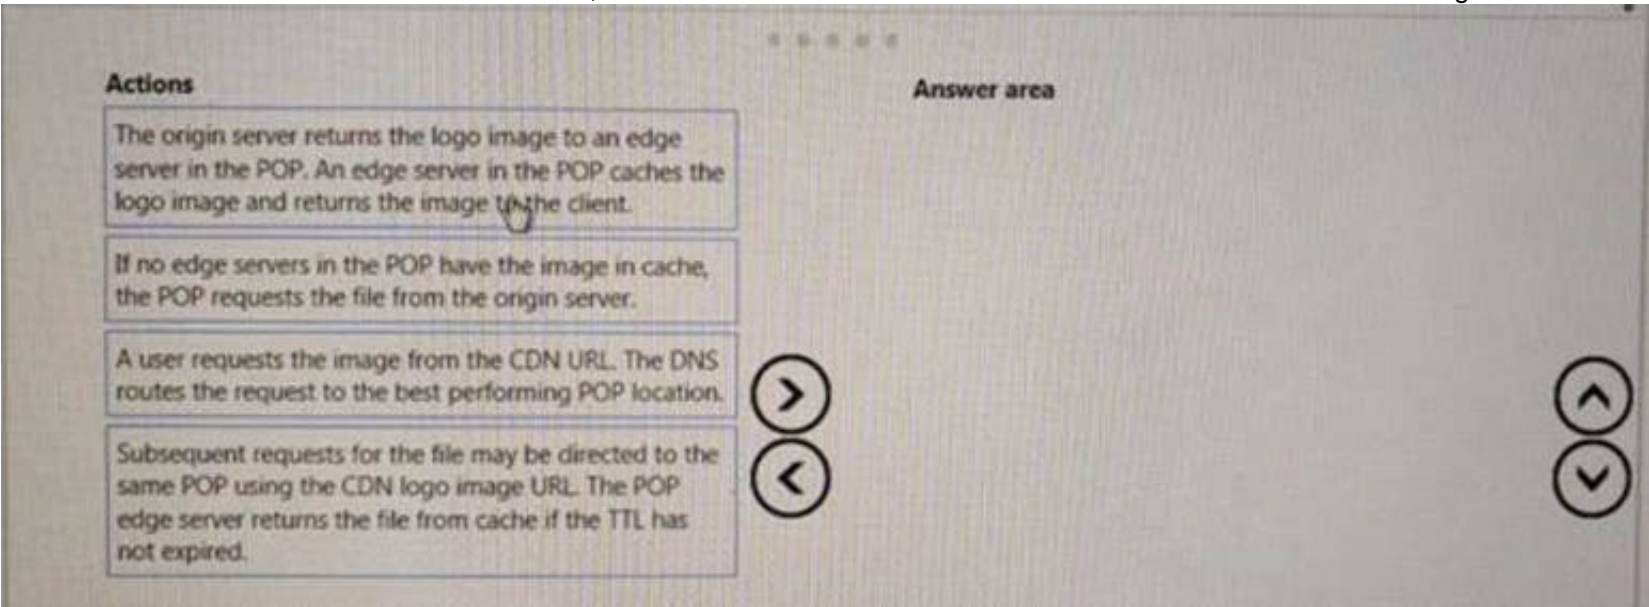 Actions
Answer area
The origin server returns the logo image to an edge
server in the POP. An edge server in the POP caches the
logo image and returns the image to the client.
If no edge servers in the POP have the image in cache,
the POP requests the file from the origin server.
A user requests the image from the CDN URL. The DNS
routes the request to the best performing POP location.
Subsequent requests for the file may be directed to the
same POP using the CDN logo image URL. The POP
edge server returns the file from cache if the TTL has
not expired.